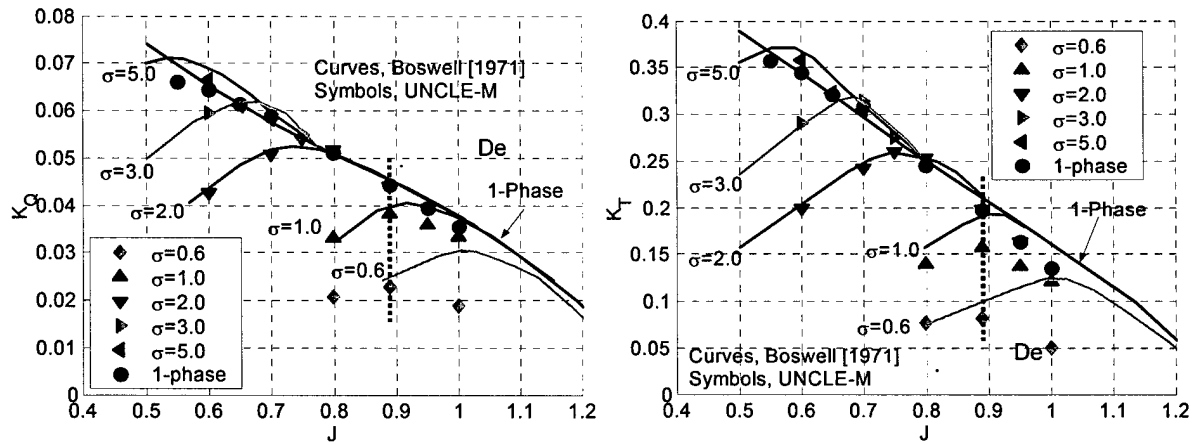 0.08
0.07
0.06
0.05
0.04
0.03
0.02
0.01
0
K_Q
0.4 0.5 0.6 0.7 0.8 0.9 1 1.1 1.2
J
σ=5.0
σ=3.0
σ=2.0
σ=1.0
σ=0.6
Curves, Boswell [1971]
Symbols, UNCLE-M
De
1-Phase
σ=0.6
σ=1.0
σ=2.0
σ=3.0
σ=5.0
1-phase
0.4
0.35
0.3
0.25
0.2
0.15
0.1
0.05
0
K_T
0.4 0.5 0.6 0.7 0.8 0.9 1 1.1 1.2
J
σ=5.0
σ=3.0
σ=2.0
σ=1.0
σ=0.6
σ=0.6
σ=1.0
σ=2.0
σ=3.0
σ=5.0
1-phase
1-Phase
De
Curves, Boswell [1971]
Symbols, UNCLE-M